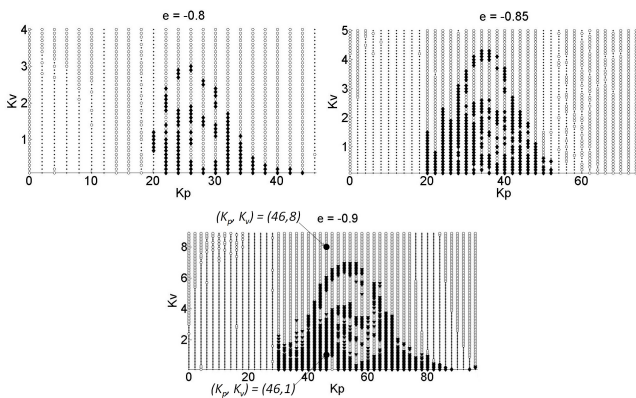 e = -0.8
4
3
2
1
Kv
0 10 20 30 40
Kp
e = -0.85
5
4
3
2
1
Kv
0 20 40 60
Kp
(Kp, Kv) = (46,8)
e = -0.9
8
6
4
2
Kv
0 20 40 60 80
(Kp, Kv) = (46,1)
Kp